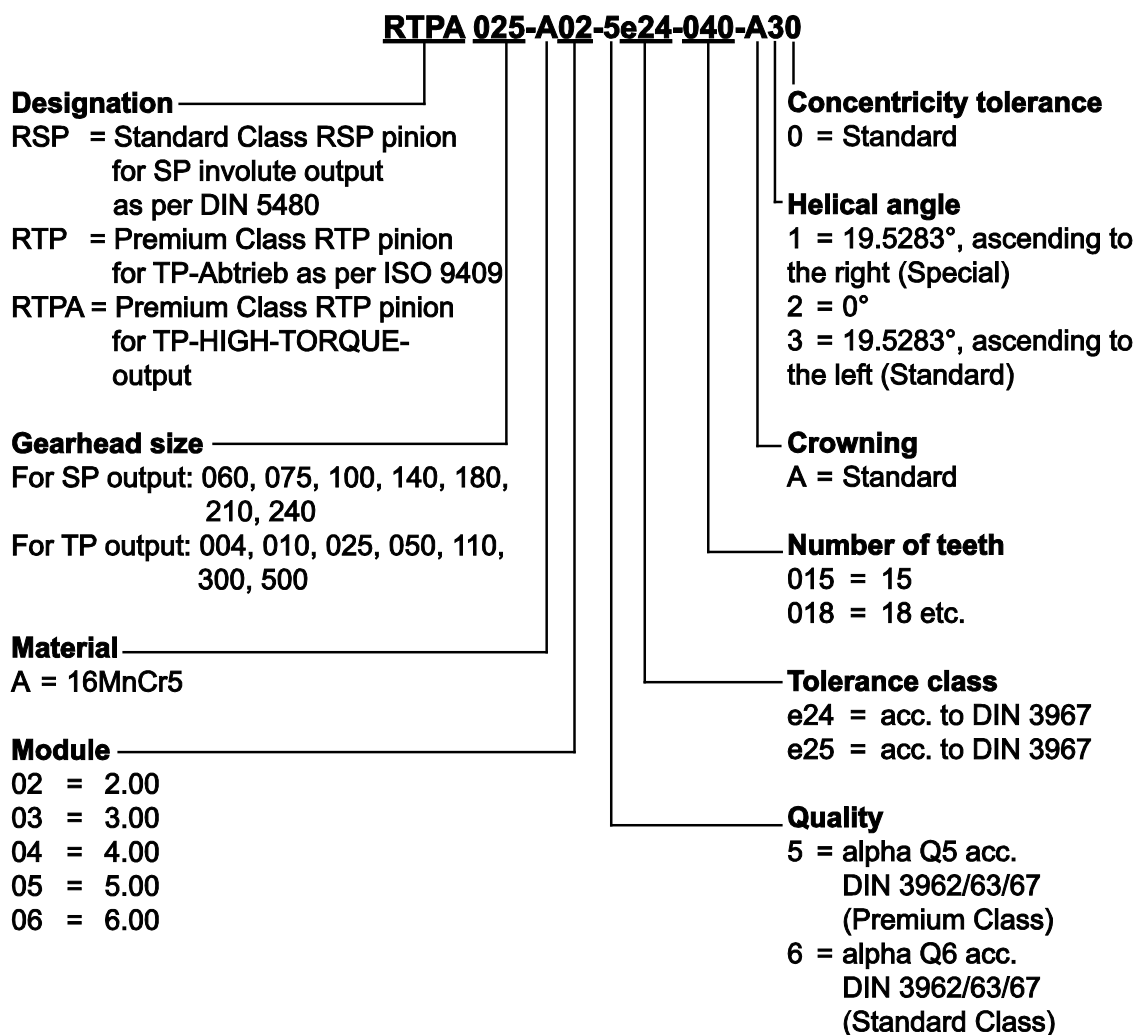 RTPA 025-A02-5e24-040-A30
Designation
RSP = Standard Class RSP pinion
for SP involute output
as per DIN 5480
RTP = Premium Class RTP pinion
for TP-Abtrieb as per ISO 9409
RTPA = Premium Class RTP pinion
for TP-HIGH-TORQUE-
output
Gearhead size
For SP output: 060, 075, 100, 140, 180,
210, 240
For TP output: 004, 010, 025, 050, 110,
300, 500
Material
A = 16MnCr5
Module
02 = 2.00
03 = 3.00
04 = 4.00
05 = 5.00
06 = 6.00
Concentricity tolerance
0 = Standard
Helical angle
1 = 19.5283°, ascending to
the right (Special)
2 = 0°
3 = 19.5283°, ascending to
the left (Standard)
Crowning
A = Standard
Number of teeth
015 = 15
018 = 18 etc.
Tolerance class
e24 = acc. to DIN 3967
e25 = acc. to DIN 3967
Quality
5 = alpha Q5 acc.
DIN 3962/63/67
(Premium Class)
6 = alpha Q6 acc.
DIN 3962/63/67
(Standard Class)